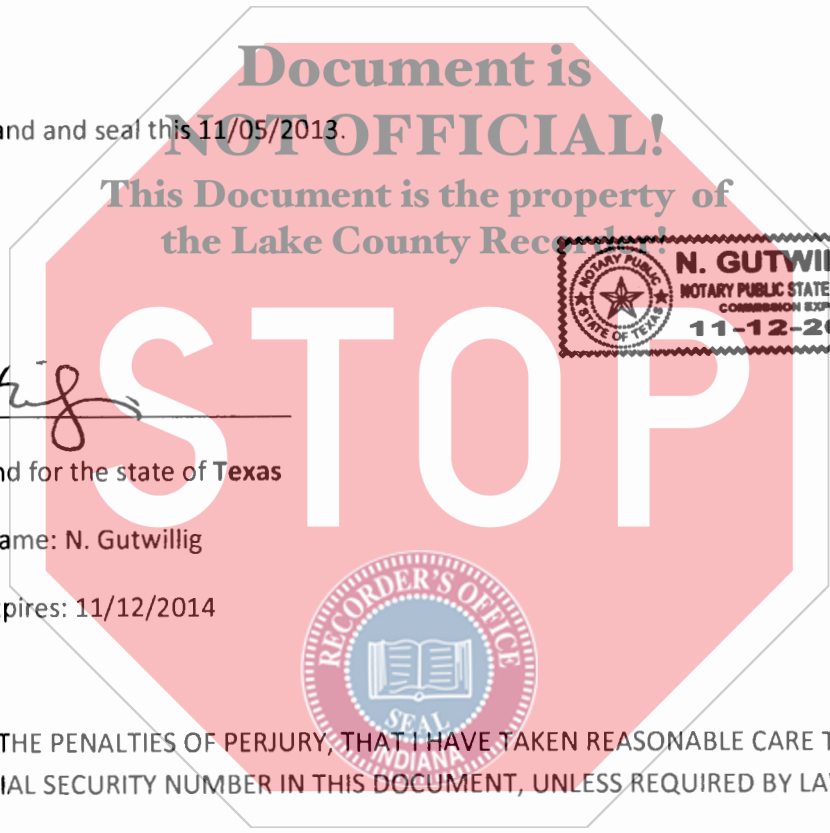 Document is
and and seal this 11/05/2013.
NOT OFFICIAL!
This Document is the property of
the Lake County Recorder!
NOTARY PUBLIC
STATE OF TEXAS
N. GUTWIL
NOTARY PUBLIC STATE
COMMISSION EXP
11-12-20
STOP
nd for the state of Texas
ame: N. Gutwillig
pires: 11/12/2014
RECORDER'S OFFICE
SEAL
INDIANA
THE PENALTIES OF PERJURY, THAT I HAVE TAKEN REASONABLE CARE T
IAL SECURITY NUMBER IN THIS DOCUMENT, UNLESS REQUIRED BY LA